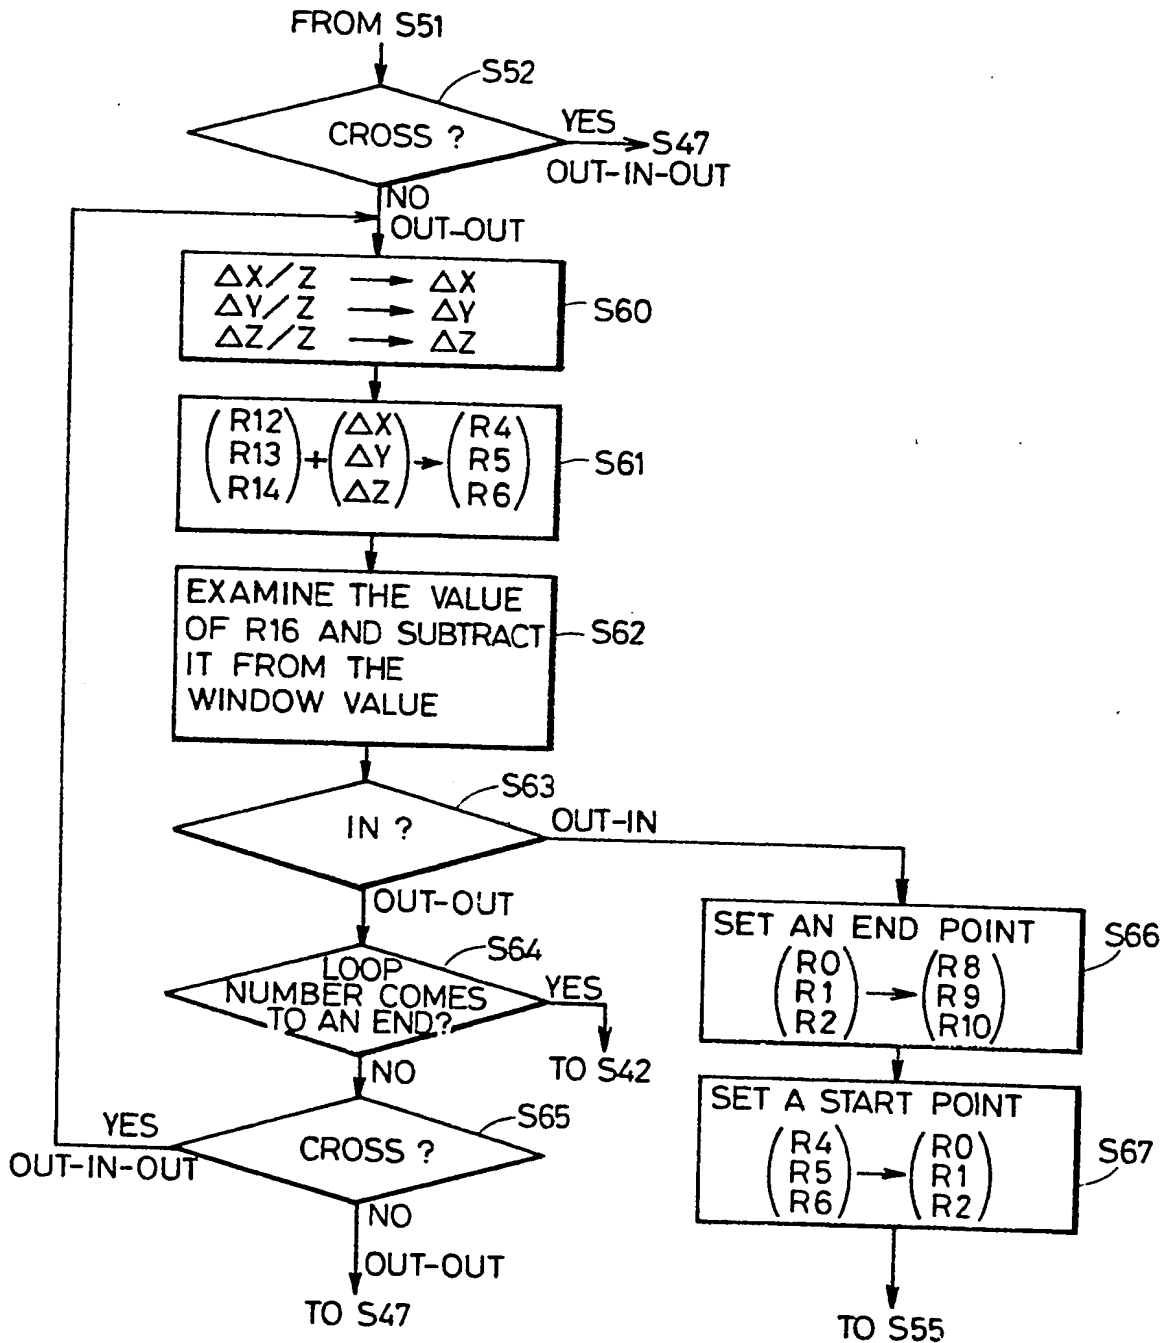 FROM S51
S52
CROSS ?
YES
S47
OUT-IN-OUT
NO
OUT-OUT
ΔX/Z → ΔX
ΔY/Z → ΔY
ΔZ/Z → ΔZ
S60
(R12) + (ΔX) → (R4)
(R13) + (ΔY) → (R5)
(R14) + (ΔZ) → (R6)
S61
EXAMINE THE VALUE
OF R16 AND SUBTRACT
IT FROM THE
WINDOW VALUE
S62
S63
IN ?
OUT-IN
OUT-OUT
S64
LOOP
NUMBER COMES
TO AN END?
YES
TO S42
NO
S65
CROSS ?
YES
OUT-IN-OUT
NO
OUT-OUT
TO S47
SET AN END POINT
(R0) → (R8)
(R1) → (R9)
(R2) → (R10)
S66
SET A START POINT
(R4) → (R0)
(R5) → (R1)
(R6) → (R2)
S67
TO S55